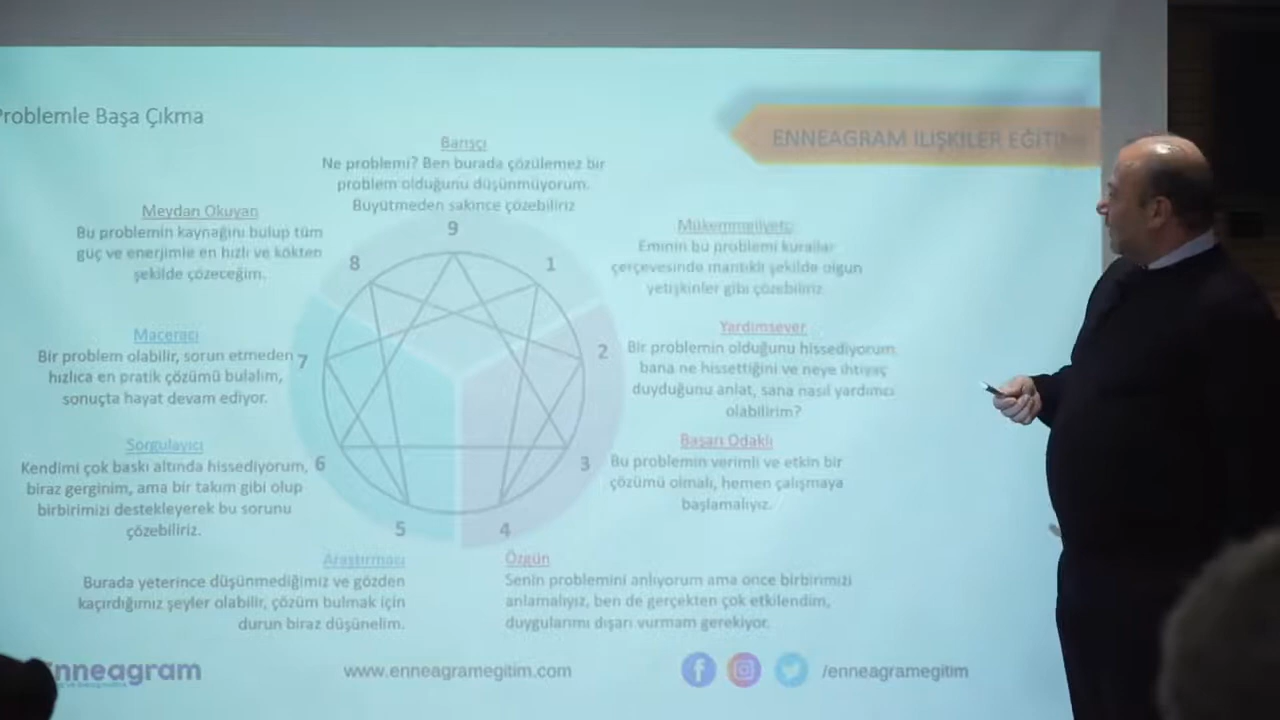 Problemle Başa Çıkma
ENNEAGRAM İLİŞKİLER
Barışçı
Ne problemi? Ben burada çözülemez bir
problem olduğunu düşünmüyorum.
Büyütmeden sakince çözebiliriz
9
Meydan Okuyan
Bu problemin kaynağını bulup tüm
güç ve enerjimle en hızlı ve kökten
şekilde çözeceğim.
8
1
Mükemmeliyetçi
Eminin bu problemi kurallar
çerçevesinde mantıklı şekilde olgun
yetişkinler gibi çözebiliriz.
Maceracı
Bir problem olabilir, sorun etmeden
hızlıca en pratik çözümü bulalım,
sonuçta hayat devam ediyor.
7
2
Yardımsever
Bir problemin olduğunu hissediyorum
bana ne hissettiğini ve neye ihtiyaç
duyduğunu anlat, sana nasıl yardımcı
olabilirim?
Sorgulayıcı
Kendimi çok baskı altında hissediyorum,
biraz gerginim, ama bir takım gibi olup
birbirimizi destekleyerek bu sorunu
çözebiliriz.
6
3
Başarı Odaklı
Bu problemin verimli ve etkin bir
çözümü olmalı, hemen çalışmaya
başlamalıyız.
5
4
Araştırmacı
Burada yeterince düşünmediğimiz ve gözden
kaçırdığımız şeyler olabilir, çözüm bulmak için
durun biraz düşünelim.
Özgün
Senin problemini anlıyorum ama önce birbirimizi
anlamalıyız, ben de gerçekten çok etkilendim,
duygularımı dışarı vurmam gerekiyor.
nneagram
www.enneagramegitim.com
/enneagramegitim